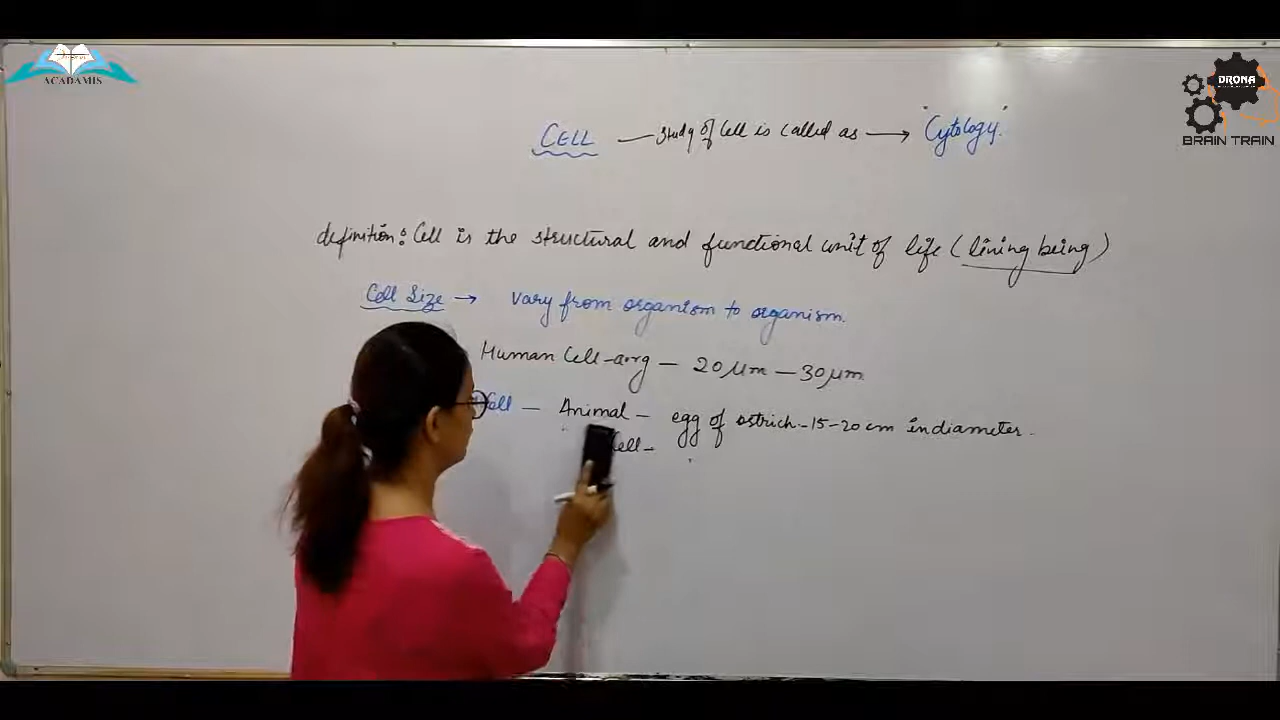 ACADAMIS
DRONA
BRAIN TRAIN
CELL — study of Cell is called as → "Cytology".
definition: Cell is the structural and functional unit of life (lining being)
Cell Size → vary from organism to organism.
Human Cell - avrg — 20 µm — 30 µm
Cell — Animal — egg of ostrich. - 15-20 cm in diameter.
Cell -